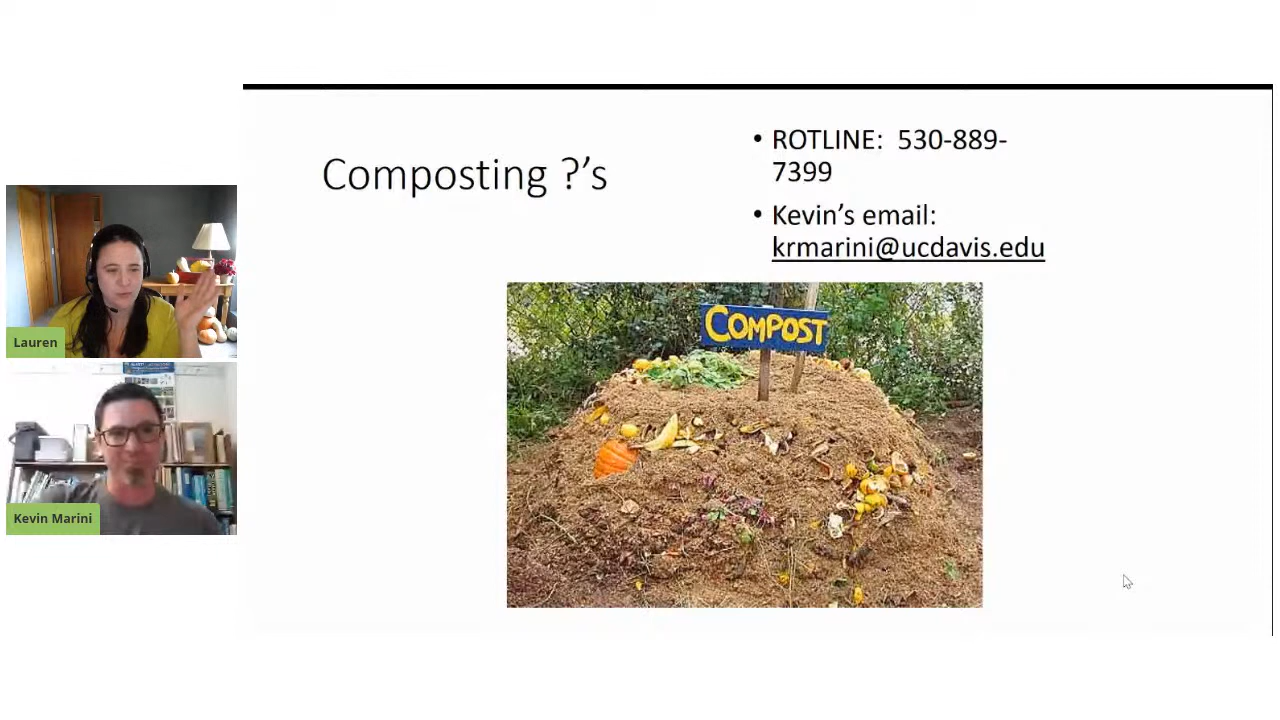 Composting ?'s
• ROTLINE:  530-889-
7399
• Kevin's email:
krmarini@ucdavis.edu
COMPOST
Lauren
Kevin Marini